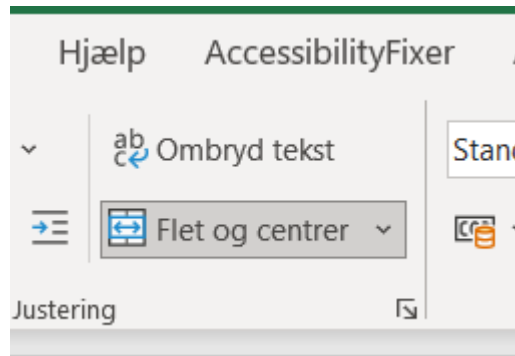 Hjælp AccessibilityFixer
Ombryd tekst
Flet og centrer
Justering